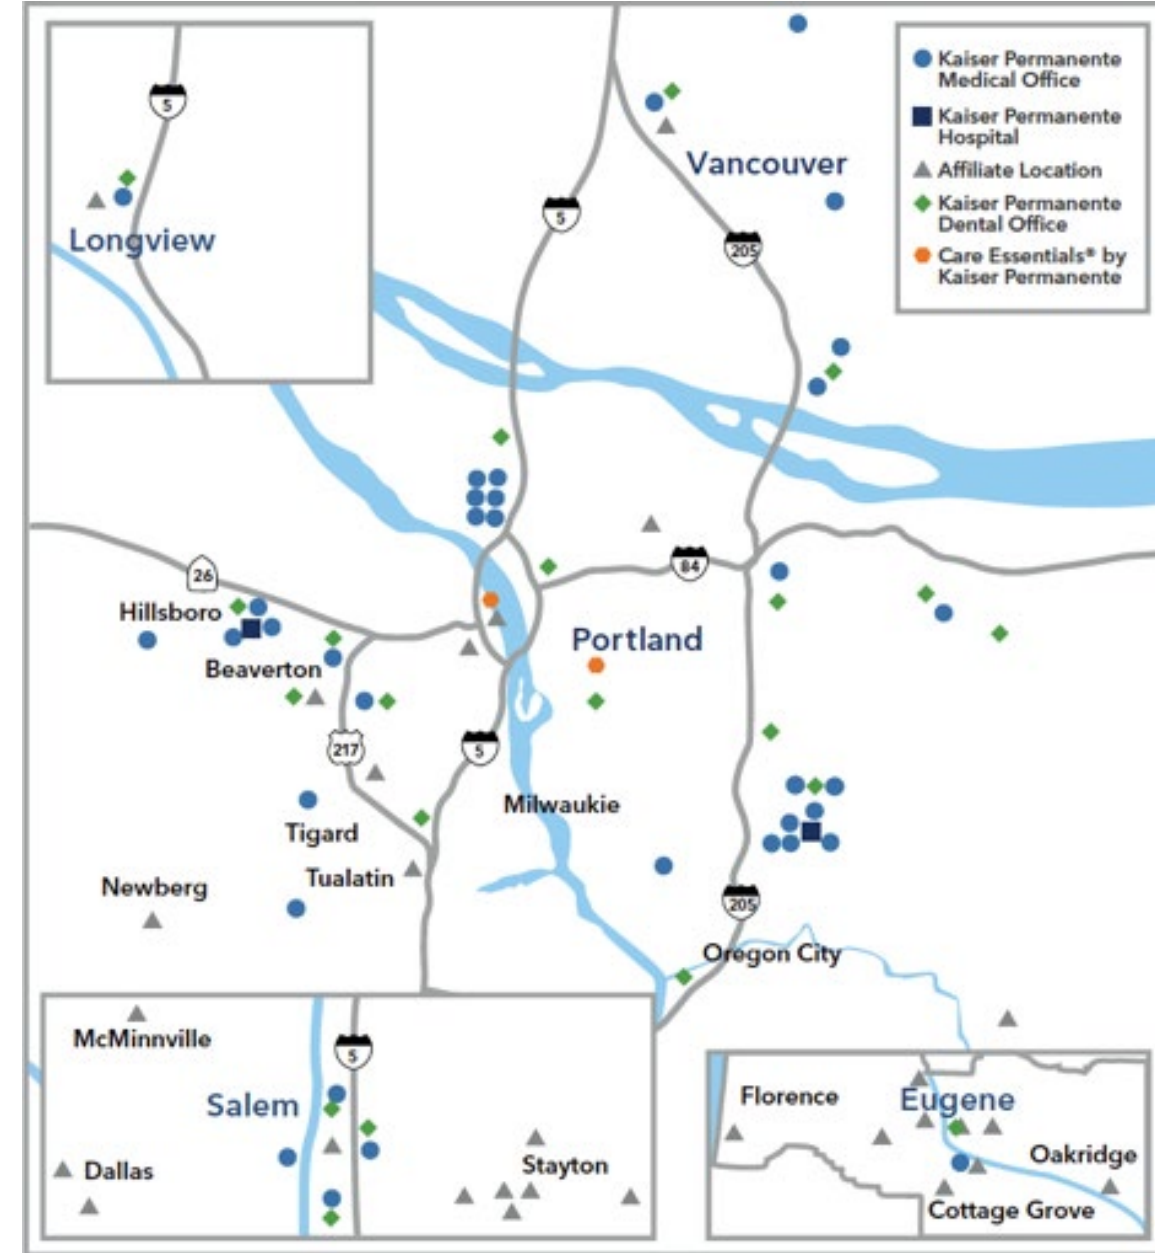 Kaiser Permanente
Medical Office
Kaiser Permanente
Hospital
Affiliate Location
Kaiser Permanente
Dental Office
Care Essentials® by
Kaiser Permanente
5
Longview
Vancouver
5
205
26
84
Hillsboro
Portland
Beaverton
217
5
Milwaukie
Tigard
Tualatin
Newberg
205
Oregon City
McMinnville
5
Salem
Stayton
Dallas
Florence
Eugene
Oakridge
Cottage Grove